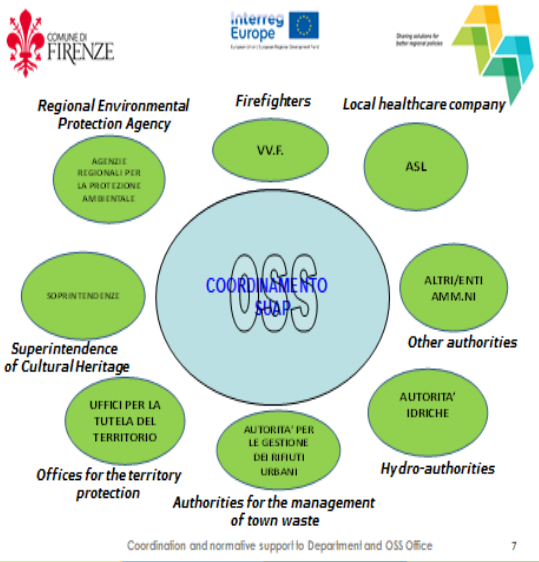 COMUNE DI
FIRENZE
Interreg
Europe
European Union | European Regional Development Fund
Sharing solutions for
better regional policies
Regional Environmental
Protection Agency
Firefighters
Local healthcare company
AGENZIE
REGIONALI PER
LA PROTEZIONE
AMBIENTALE
VV.F.
ASL
COORDINAMENTO
SUAP
OSS
SOPRINTENDENZE
ALTRI/ENTI
AMM.NI
Superintendence
of Cultural Heritage
Other authorities
UFFICI PER LA
TUTELA DEL
TERRITORIO
AUTORITA' PER
LE GESTIONE
DEI RIFIUTI
URBANI
AUTORITA'
IDRICHE
Offices for the territory
protection
Hydro-authorities
Authorities for the management
of town waste
Coordination and normative support to Department and OSS Office
7